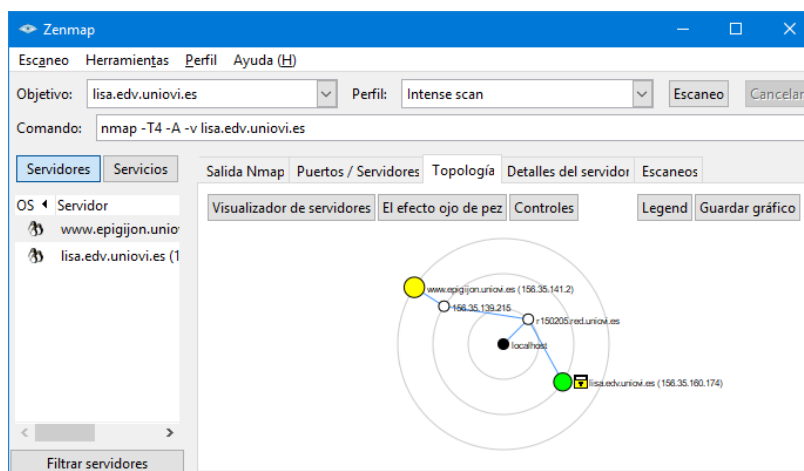 Zenmap
Escaneo Herramientas Perfil Ayuda (H)
Objetivo: lisa.edv.uniovi.es Perfil: Intense scan Escaneo Cancelar
Comando: nmap -T4 -A -v lisa.edv.uniovi.es
Servidores Servicios Salida Nmap Puertos / Servidores Topología Detalles del servidor Escaneos
OS Servidor Visualizador de servidores El efecto ojo de pez Controles Legend Guardar gráfico
www.epigijon.unio
lisa.edv.uniovi.es (1
www.epigijon.uniovi.es (156.35.141.2)
156.35.139.215
r150205.red.uniovi.es
localhost
lisa.edv.uniovi.es (156.35.160.174)
Filtrar servidores